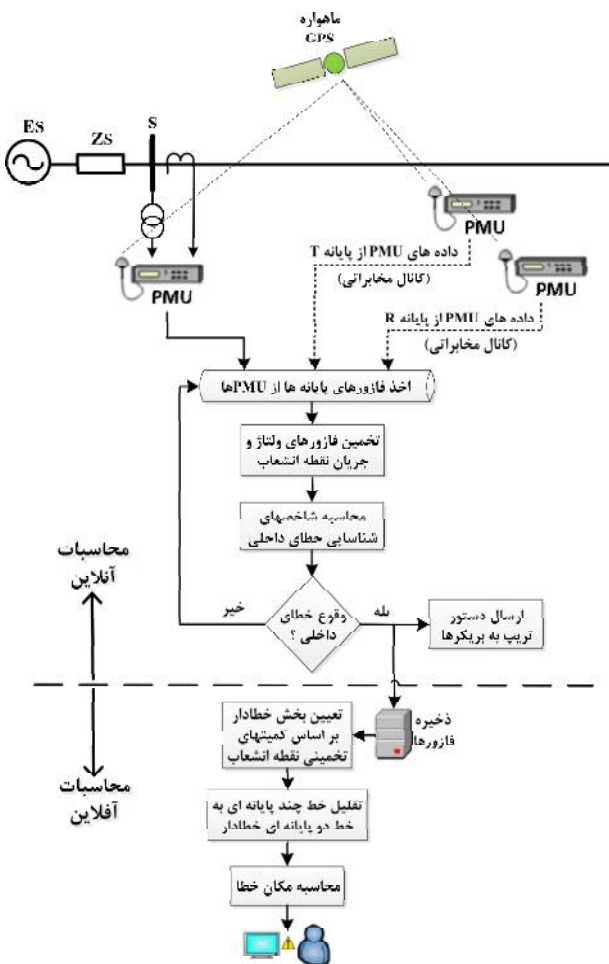 ماهواره
GPS
ES
ZS
S
PMU
PMU
PMU
داده های PMU از پایانه T
(کانال مخابراتی)
داده های PMU از پایانه R
(کانال مخابراتی)
اخذ فازورهای پایانه ها از PMUها
تخمین فازورهای ولتاژ و
جریان نقطه انشعاب
محاسبه شاخصهای
شناسایی خطای داخلی
محاسبات
آنلاین
خیر
وقوع خطای
داخلی ؟
بله
ارسال دستور
تریپ به بریکرها
محاسبات
آفلاین
تعیین بخش خطادار
بر اساس کمیتهای
تخمینی نقطه انشعاب
ذخیره
فازورها
تقلیل خط چند پایانه ای به
خط دو پایانه ای خطادار
محاسبه مکان خطا